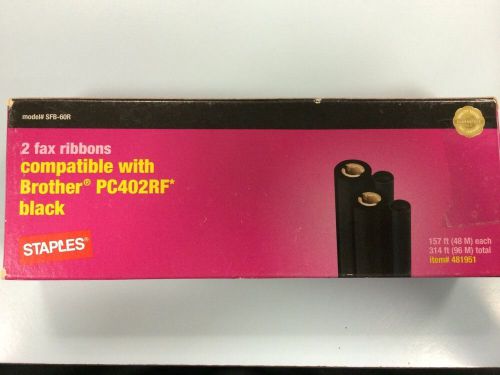 model# SFB-60R
2 fax ribbons
compatible with
Brother® PC402RF*
black
STAPLES
157 ft (48 M) each
314 ft (96 M) total
item# 481951